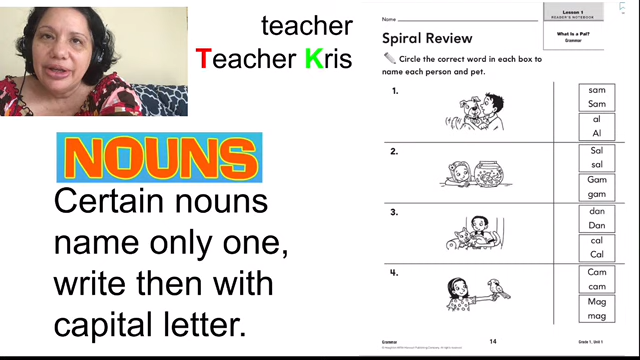 teacher
Teacher Kris
NOUNS
Certain nouns
name only one,
write then with
capital letter.
Name
Lesson 1
READER'S NOTEBOOK
What Is a Pal?
Grammar
Spiral Review
Circle the correct word in each box to
name each person and pet.
1.
sam
Sam
al
Al
2.
Sal
sal
Gam
gam
3.
dan
Dan
cal
Cal
4.
Cam
cam
Mag
mag
Grammar
14
Grade 1, Unit 1